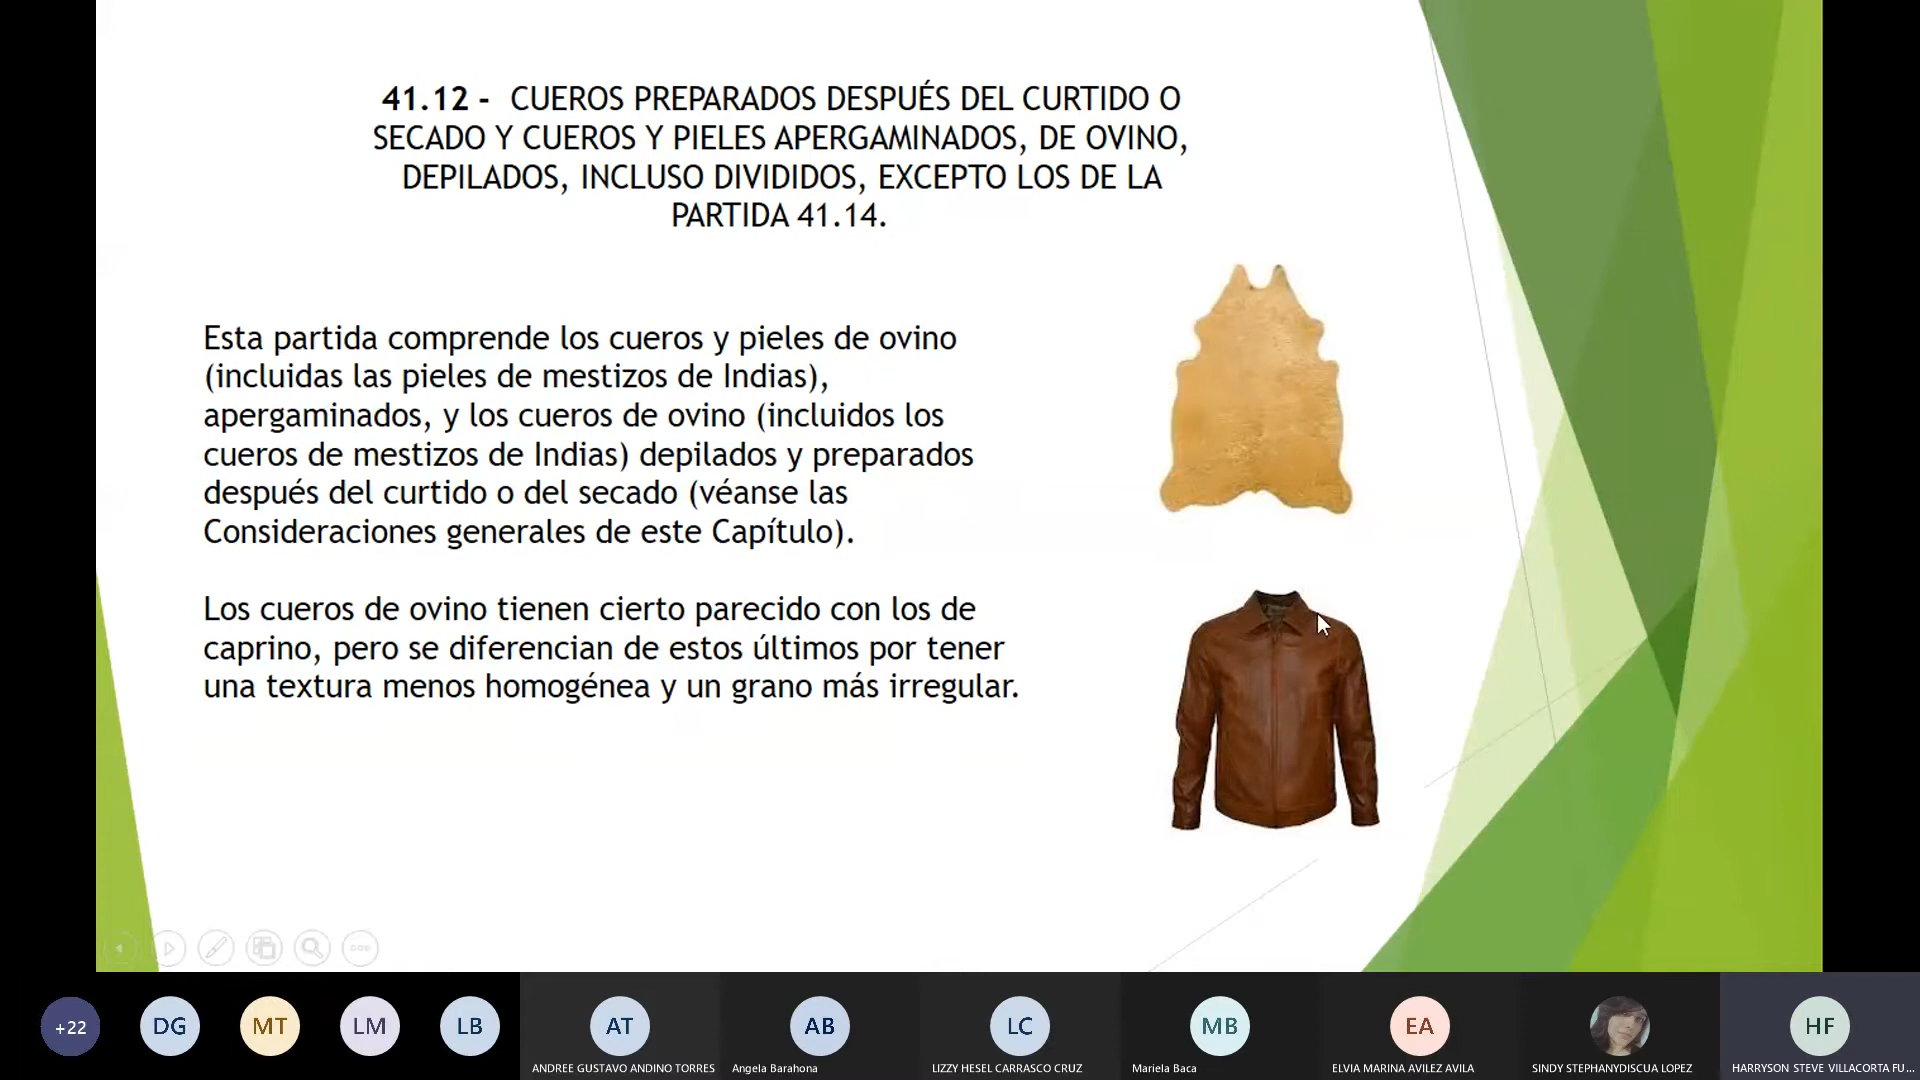 41.12 - CUEROS PREPARADOS DESPUÉS DEL CURTIDO O
SECADO Y CUEROS Y PIELES APERGAMINADOS, DE OVINO,
DEPILADOS, INCLUSO DIVIDIDOS, EXCEPTO LOS DE LA
PARTIDA 41.14.
Esta partida comprende los cueros y pieles de ovino
(incluidas las pieles de mestizos de Indias),
apergaminados, y los cueros de ovino (incluidos los
cueros de mestizos de Indias) depilados y preparados
después del curtido o del secado (véanse las
Consideraciones generales de este Capítulo).
Los cueros de ovino tienen cierto parecido con los de
caprino, pero se diferencian de estos últimos por tener
una textura menos homogénea y un grano más irregular.
+22
DG
MT
LM
LB
AT
AB
LC
MB
EA
HF
ANDREE GUSTAVO ANDINO TORRES
Angela Barahona
LIZZY HESEL CARRASCO CRUZ
Mariela Baca
ELVIA MARINA AVILEZ AVILA
SINDY STEPHANYDISCUA LOPEZ
HARRYSON STEVE VILLACORTA FU...